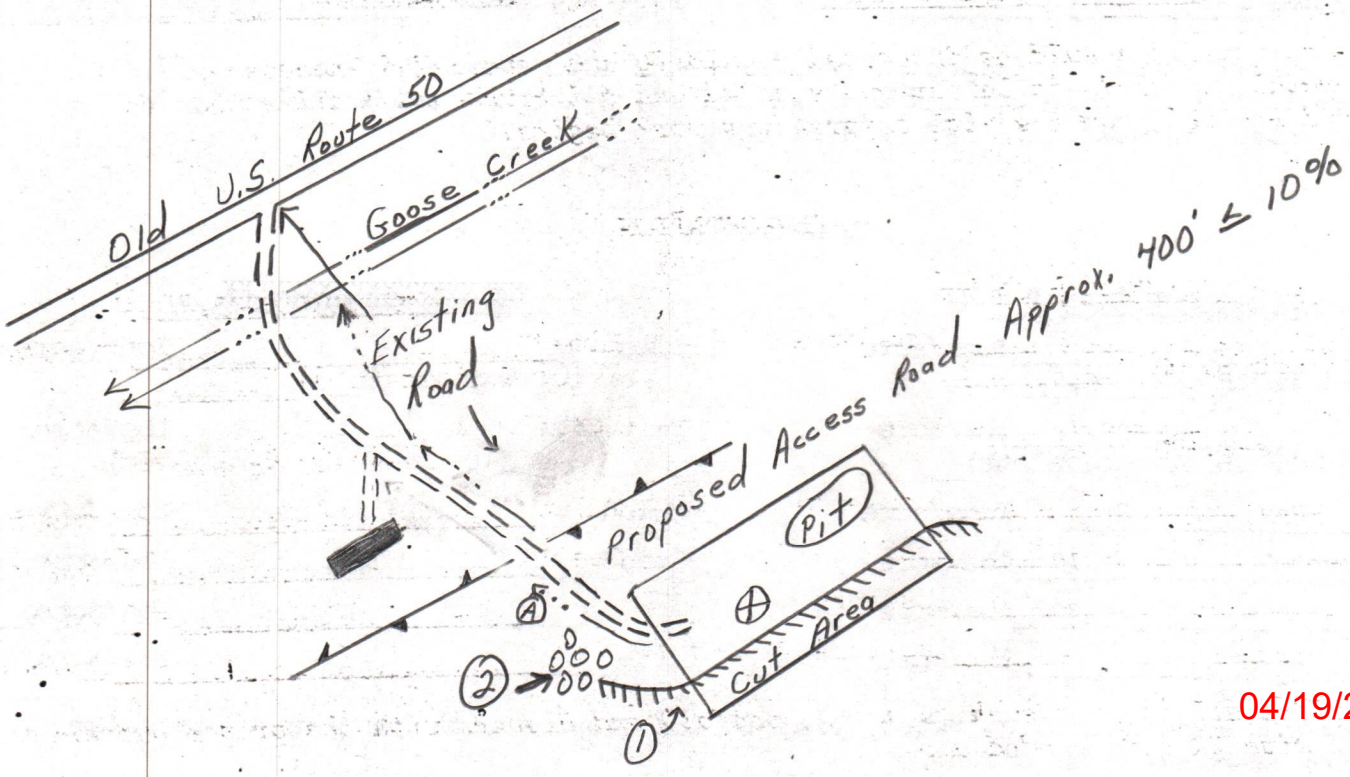 Old U.S. Route 50
Goose Creek
Existing
Road
Proposed Access Road - Approx. 400' ≤ 10%
Pit
A
Cut Area
2
1
04/19/2